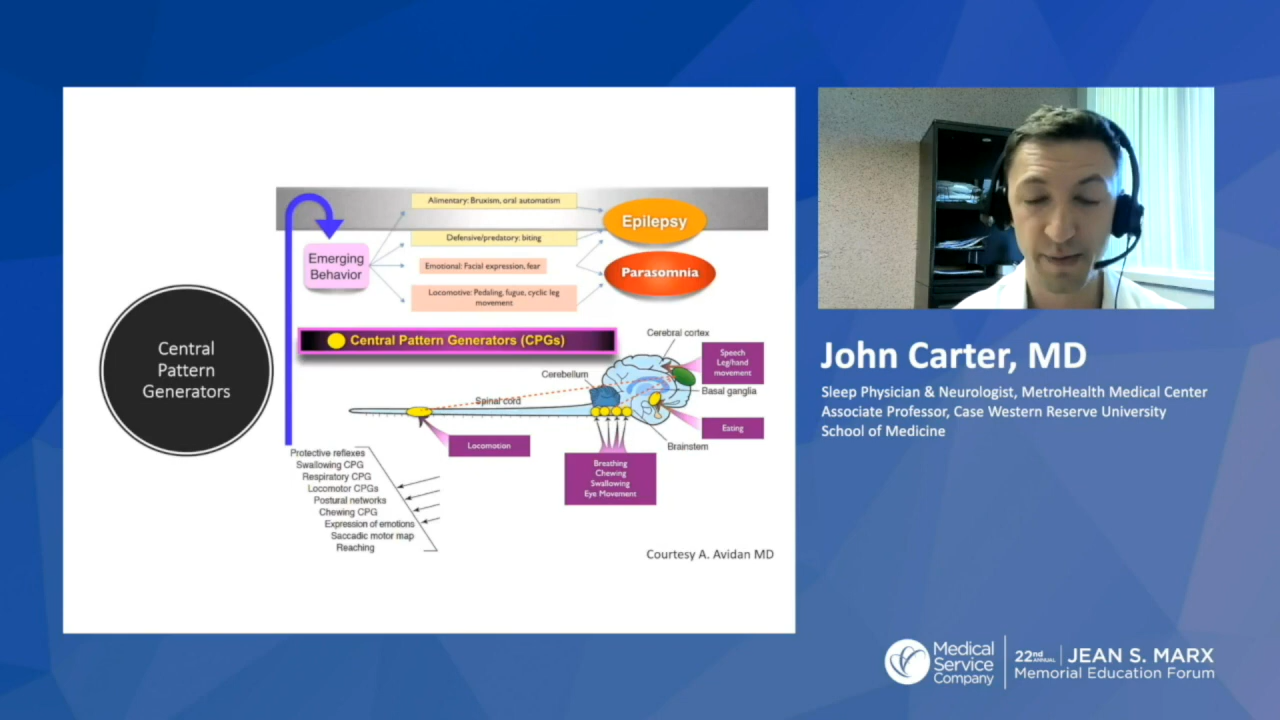 Central
Pattern
Generators
Emerging
Behavior
Alimentary: Bruxism, oral automatism
Defensive/predatory: biting
Emotional: Facial expression, fear
Locomotive: Pedaling, fugue, cyclic leg
movement
Epilepsy
Parasomnia
Central Pattern Generators (CPGs)
Cerebral cortex
Speech
Leg/hand
movement
Cerebellum
Basal ganglia
Spinal cord
Eating
Locomotion
Brainstem
Breathing
Chewing
Swallowing
Eye Movement
Protective reflexes
Swallowing CPG
Respiratory CPG
Locomotor CPGs
Postural networks
Chewing CPG
Expression of emotions
Saccadic motor map
Reaching
Courtesy A. Avidan MD
John Carter, MD
Sleep Physician & Neurologist, MetroHealth Medical Center
Associate Professor, Case Western Reserve University
School of Medicine
Medical
Service
Company
22nd ANNUAL JEAN S. MARX
Memorial Education Forum